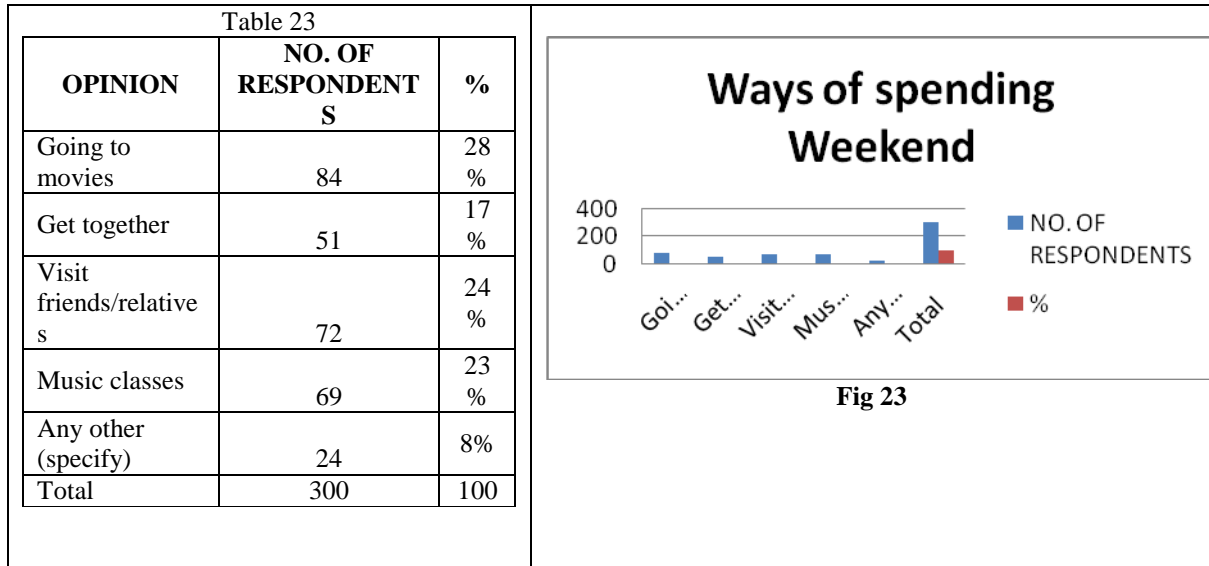 Table 23
OPINION
NO. OF
RESPONDENT
S
%
Going to
movies
84
28
%
Get together
51
17
%
Visit
friends/relative
s
72
24
%
Music classes
69
23
%
Any other
(specify)
24
8%
Total
300
100
Ways of spending
Weekend
400
200
0
Goi...
Get...
Visit...
Mus...
Any...
Total
NO. OF
RESPONDENTS
%
Fig 23